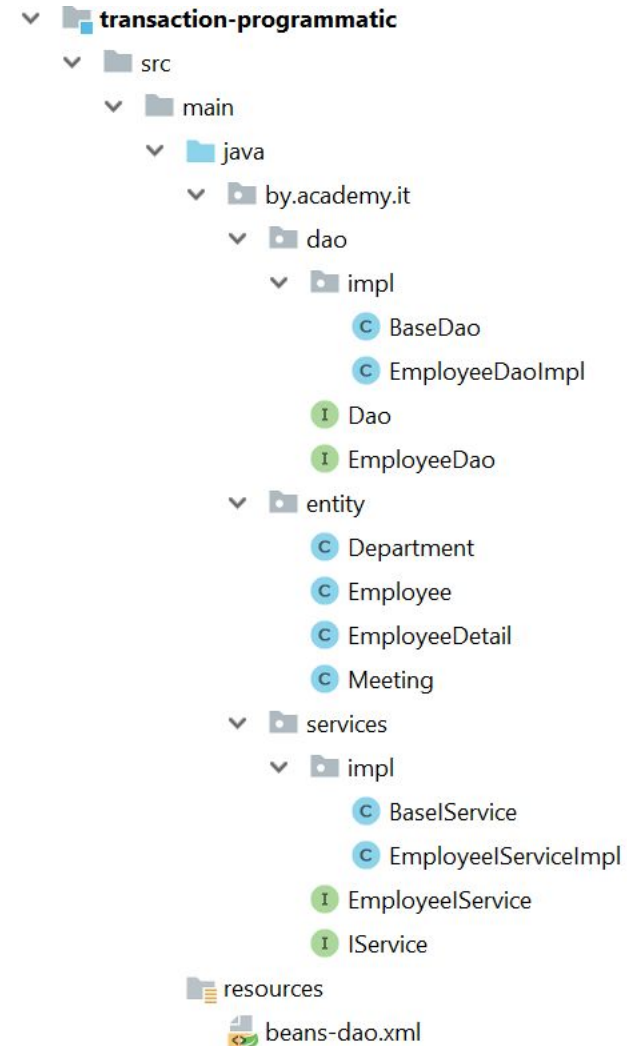 transaction-programmatic
src
main
java
by.academy.it
dao
impl
C BaseDao
C EmployeeDaoImpl
I Dao
I EmployeeDao
entity
C Department
C Employee
C EmployeeDetail
C Meeting
services
impl
C BaseIService
C EmployeeIServiceImpl
I EmployeeIService
I IService
resources
beans-dao.xml